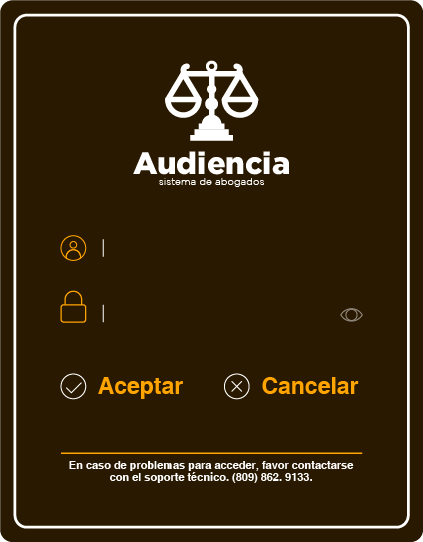 Audiencia
sistema de abogados
Aceptar
Cancelar
En caso de problemas para acceder, favor contactarse
con el soporte técnico. (809) 862. 9133.